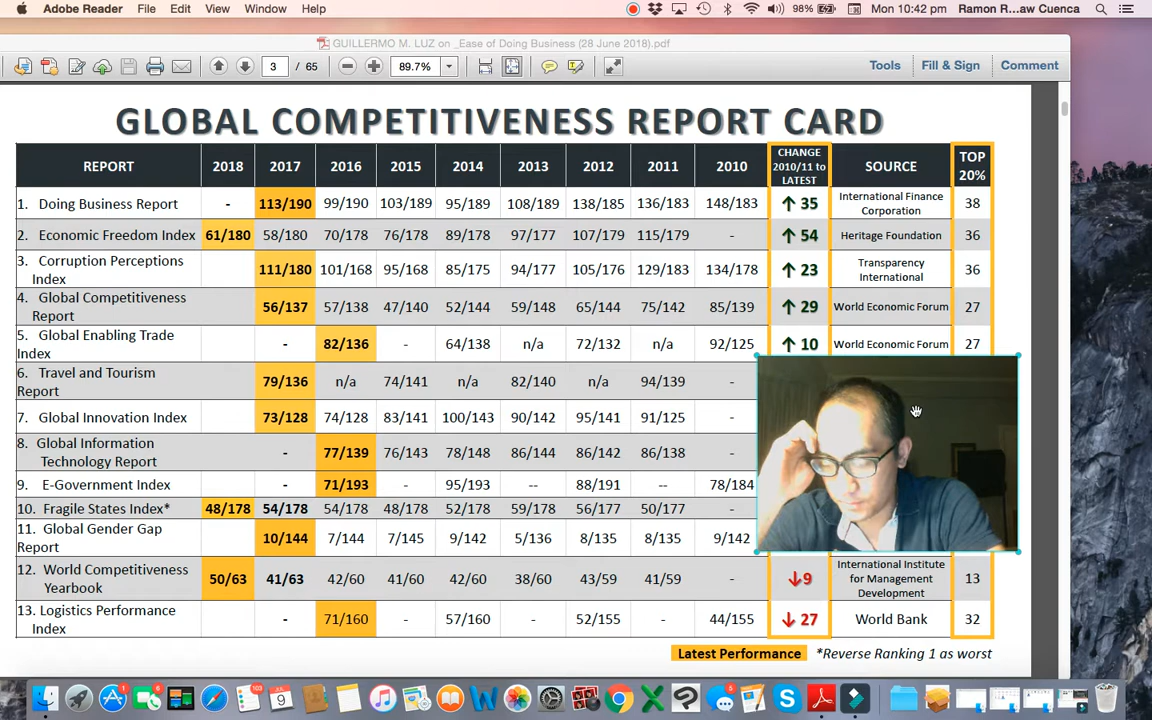 Adobe Reader File Edit View Window Help 98% Mon 10:42 pm Ramon R...aw Cuenca
GUILLERMO M. LUZ on _Ease of Doing Business (28 June 2018).pdf
3 / 65 89.7% Tools Fill & Sign Comment
GLOBAL COMPETITIVENESS REPORT CARD
REPORT 2018 2017 2016 2015 2014 2013 2012 2011 2010 CHANGE 2010/11 to LATEST SOURCE TOP 20%
1. Doing Business Report - 113/190 99/190 103/189 95/189 108/189 138/185 136/183 148/183 ↑ 35 International Finance Corporation 38
2. Economic Freedom Index 61/180 58/180 70/178 76/178 89/178 97/177 107/179 115/179 - ↑ 54 Heritage Foundation 36
3. Corruption Perceptions Index 111/180 101/168 95/168 85/175 94/177 105/176 129/183 134/178 ↑ 23 Transparency International 36
4. Global Competitiveness Report 56/137 57/138 47/140 52/144 59/148 65/144 75/142 85/139 ↑ 29 World Economic Forum 27
5. Global Enabling Trade Index - 82/136 - 64/138 n/a 72/132 n/a 92/125 ↑ 10 World Economic Forum 27
6. Travel and Tourism Report 79/136 n/a 74/141 n/a 82/140 n/a 94/139 -
7. Global Innovation Index 73/128 74/128 83/141 100/143 90/142 95/141 91/125 -
8. Global Information Technology Report - 77/139 76/143 78/148 86/144 86/142 86/138 -
9. E-Government Index - 71/193 - 95/193 -- 88/191 - 78/184
10. Fragile States Index* 48/178 54/178 54/178 48/178 52/178 59/178 56/177 50/177 -
11. Global Gender Gap Report 10/144 7/144 7/145 9/142 5/136 8/135 8/135 9/142
12. World Competitiveness Yearbook 50/63 41/63 42/60 41/60 42/60 38/60 43/59 41/59 - ↓9 International Institute for Management Development 13
13. Logistics Performance Index - 71/160 - 57/160 - 52/155 - 44/155 ↓ 27 World Bank 32
Latest Performance *Reverse Ranking 1 as worst